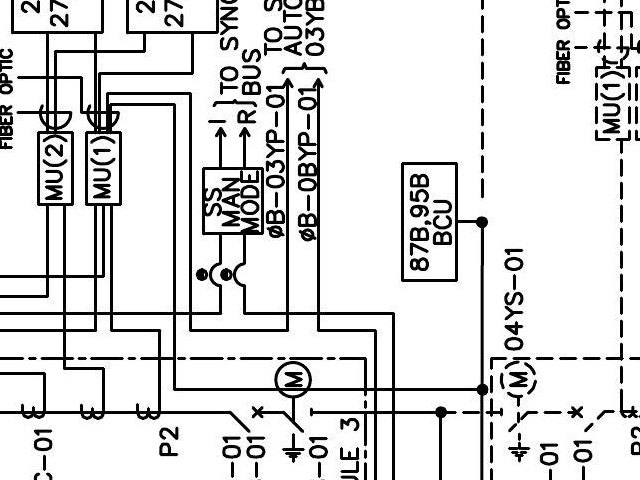 2
27
2
27
FIBER OPTIC
MU(2)
MU(1)
I
R
TO SYNC
BUS
TO S
AUTO
03YB
SS
MAN
MODE
øB-03YP-01
øB-0BYP-01
87B,95B
BCU
FIBER OPT
MU(1)
04YS-01
M
M
C-01
P2
-01
-01
-01
ULE 3
-01
-01
P2